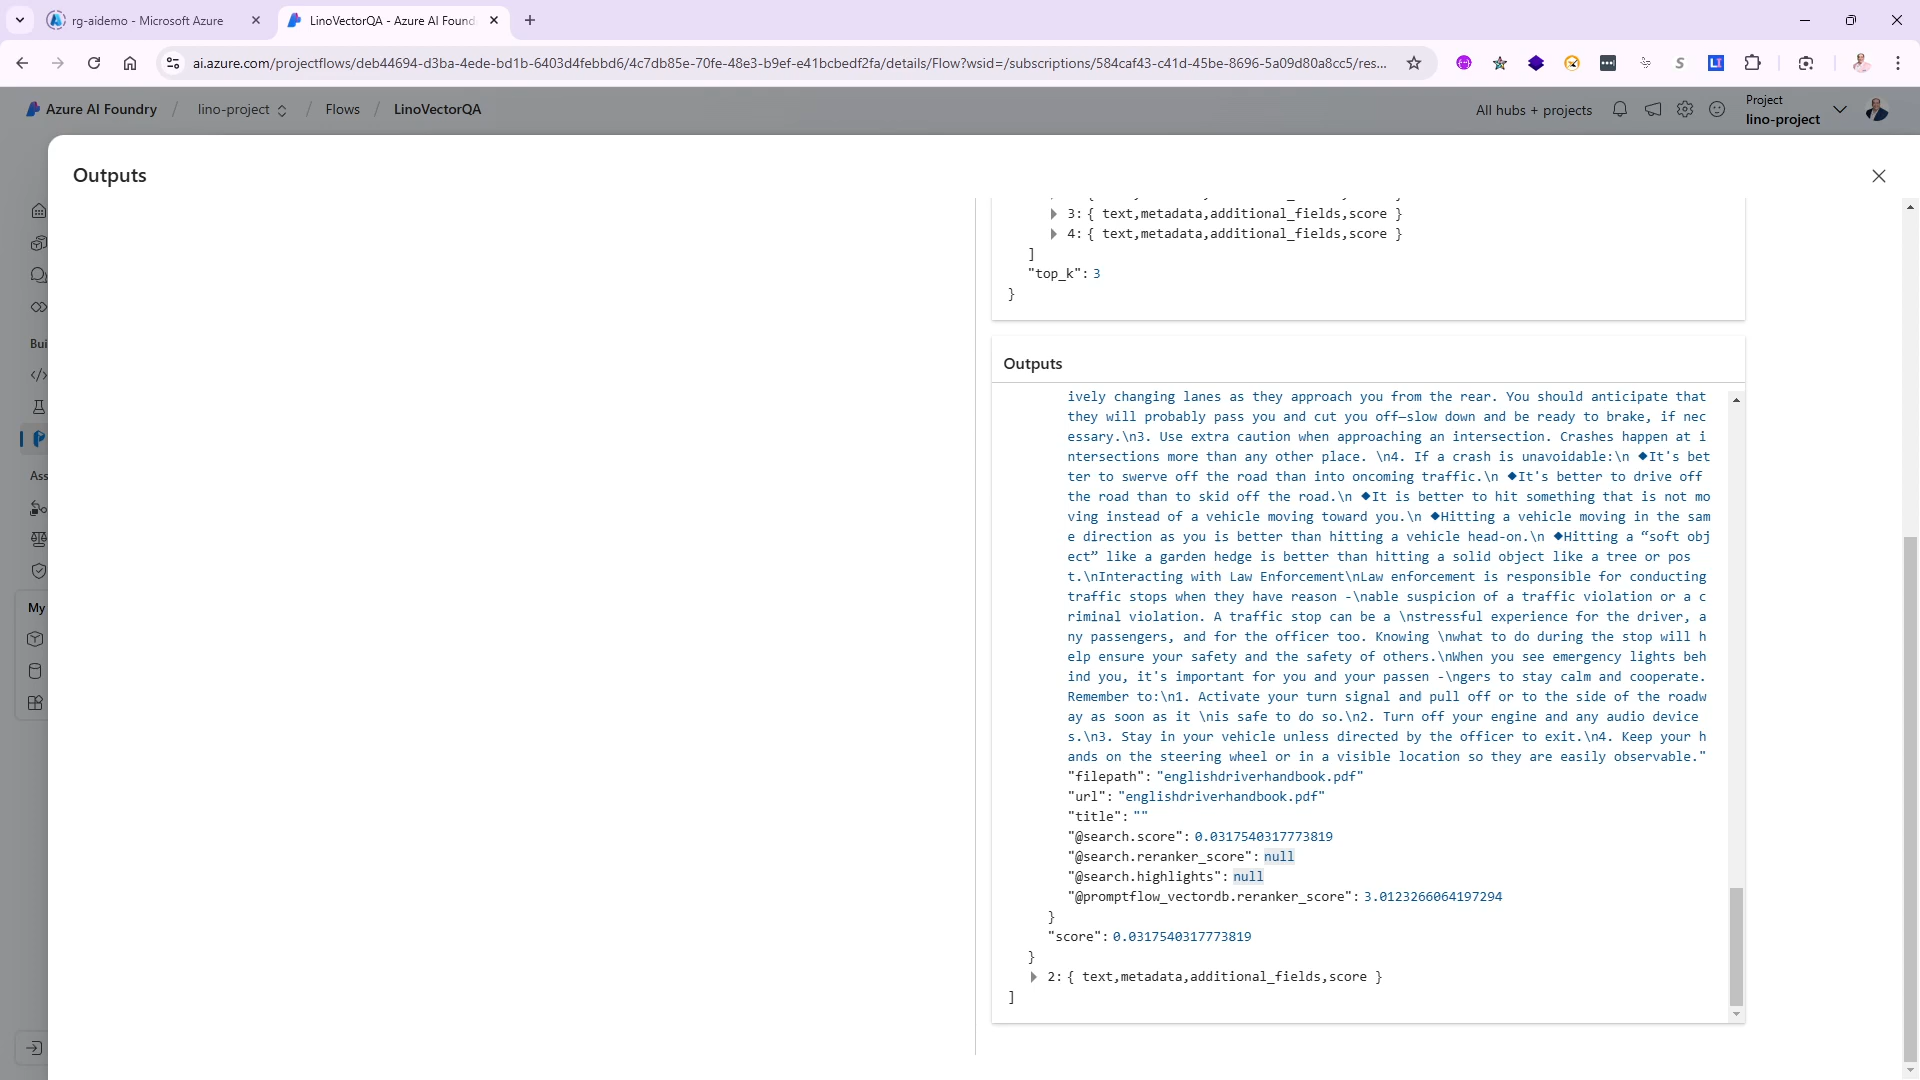 rg-aidemo - Microsoft Azure
LinoVectorQA - Azure AI Found
ai.azure.com/projectflows/deb44694-d3ba-4ede-bd1b-6403d4febbd6/4c7db85e-70fe-48e3-b9ef-e41bcbedf2fa/details/Flow?wsid=/subscriptions/584caf43-c41d-45be-8696-5a09d80a8cc5/res...
Azure AI Foundry / lino-project / Flows / LinoVectorQA
All hubs + projects
Project
lino-project
Outputs
Bui
Ass
My
3: { text,metadata,additional_fields,score }
4: { text,metadata,additional_fields,score }
]
"top_k": 3
}
Outputs
ively changing lanes as they approach you from the rear. You should anticipate that
they will probably pass you and cut you off—slow down and be ready to brake, if nec
essary.\n3. Use extra caution when approaching an intersection. Crashes happen at i
ntersections more than any other place. \n4. If a crash is unavoidable:\n ◆It's bet
ter to swerve off the road than into oncoming traffic.\n ◆It's better to drive off
the road than to skid off the road.\n ◆It is better to hit something that is not mo
ving instead of a vehicle moving toward you.\n ◆Hitting a vehicle moving in the sam
e direction as you is better than hitting a vehicle head-on.\n ◆Hitting a “soft obj
ect” like a garden hedge is better than hitting a solid object like a tree or pos
t.\nInteracting with Law Enforcement\nLaw enforcement is responsible for conducting
traffic stops when they have reason -\nable suspicion of a traffic violation or a c
riminal violation. A traffic stop can be a \nstressful experience for the driver, a
ny passengers, and for the officer too. Knowing \nwhat to do during the stop will h
elp ensure your safety and the safety of others.\nWhen you see emergency lights beh
ind you, it's important for you and your passen -\ngers to stay calm and cooperate.
Remember to:\n1. Activate your turn signal and pull off or to the side of the roadw
ay as soon as it \nis safe to do so.\n2. Turn off your engine and any audio device
s.\n3. Stay in your vehicle unless directed by the officer to exit.\n4. Keep your h
ands on the steering wheel or in a visible location so they are easily observable."
"filepath": "englishdriverhandbook.pdf"
"url": "englishdriverhandbook.pdf"
"title": ""
"@search.score": 0.0317540317773819
"@search.reranker_score": null
"@search.highlights": null
"@promptflow_vectordb.reranker_score": 3.0123266064197294
}
"score": 0.0317540317773819
}
2: { text,metadata,additional_fields,score }
]